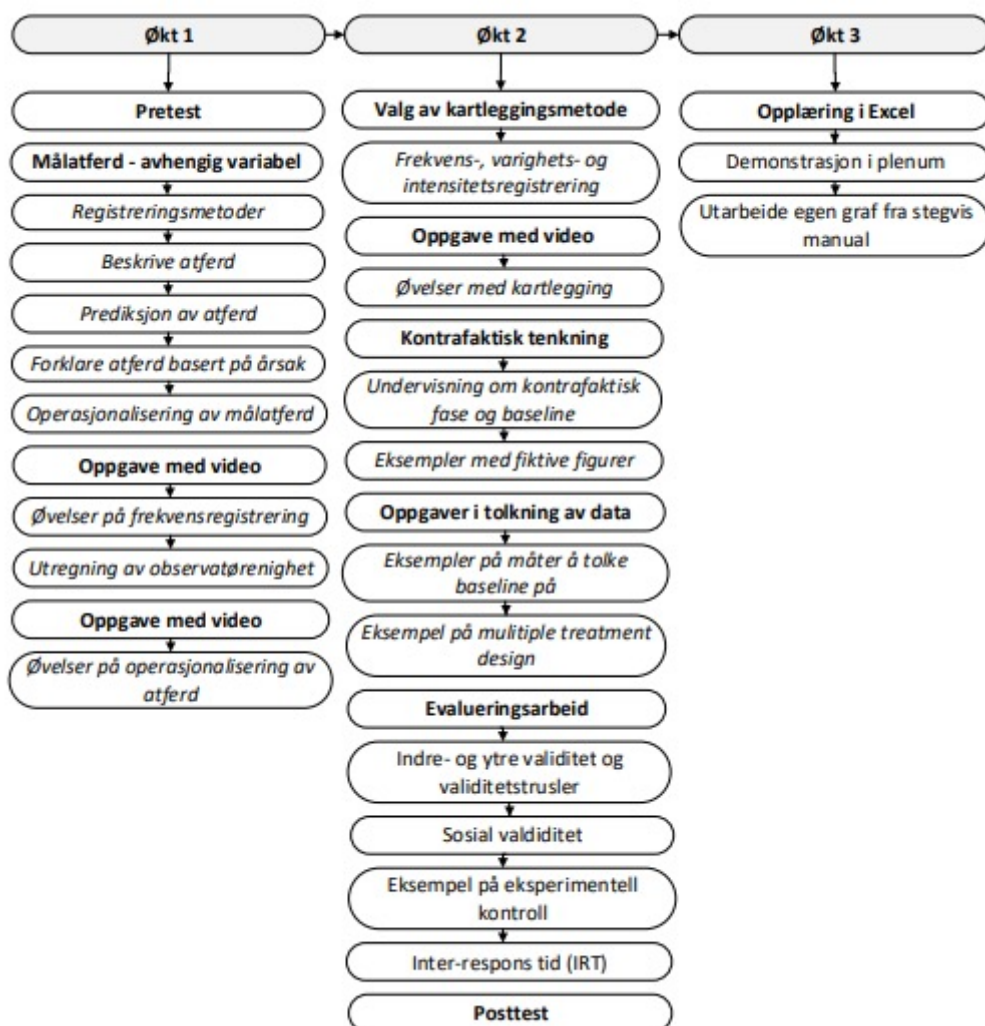 Økt 1
Økt 2
Økt 3
Pretest
Målatferd - avhengig variabel
Registreringsmetoder
Beskrive atferd
Prediksjon av atferd
Forklare atferd basert på årsak
Operasjonalisering av målatferd
Oppgave med video
Øvelser på frekvensregistrering
Utregning av observatørenighet
Oppgave med video
Øvelser på operasjonalisering av
atferd
Valg av kartleggingsmetode
Frekvens-, varighets- og
intensitetsregistrering
Oppgave med video
Øvelser med kartlegging
Kontrafaktisk tenkning
Undervisning om kontrafaktisk
fase og baseline
Eksempler med fiktive figurer
Oppgaver i tolkning av data
Eksempler på måter å tolke
baseline på
Eksempel på mulitiple treatment
design
Evalueringsarbeid
Indre- og ytre validitet og
validitetstrusler
Sosial valdiditet
Eksempel på eksperimentell
kontroll
Inter-respons tid (IRT)
Posttest
Opplæring i Excel
Demonstrasjon i plenum
Utarbeide egen graf fra stegvis
manual